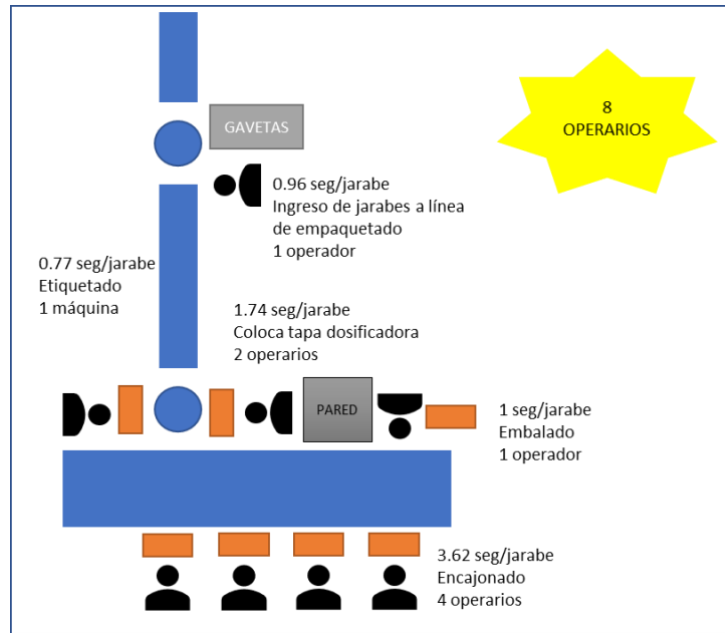 8
OPERARIOS
GAVETAS
0.96 seg/jarabe
Ingreso de jarabes a línea
de empaquetado
1 operador
0.77 seg/jarabe
Etiquetado
1 máquina
1.74 seg/jarabe
Coloca tapa dosificadora
2 operarios
PARED
1 seg/jarabe
Embalado
1 operador
3.62 seg/jarabe
Encajonado
4 operarios